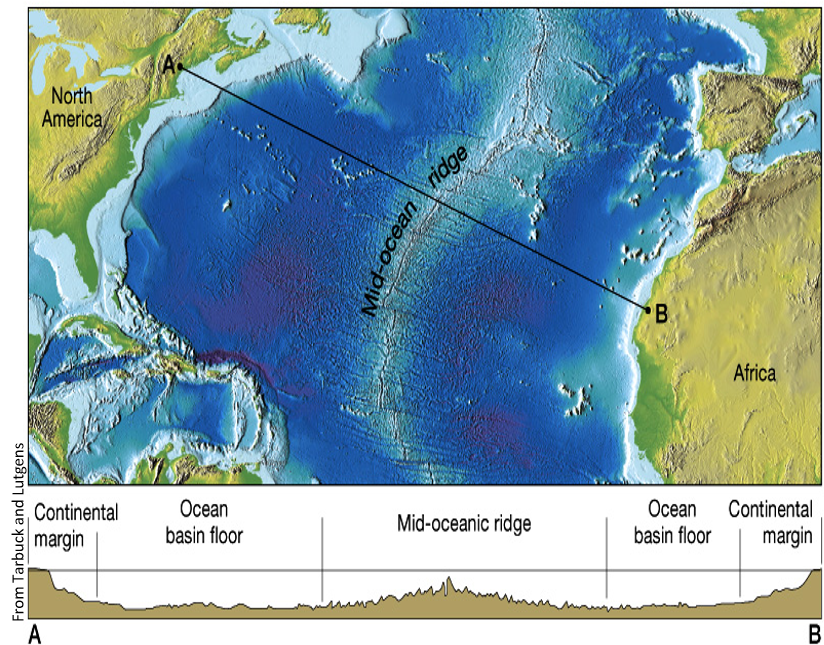 A
North
America
Mid-ocean ridge
B
Africa
From Tarbuck and Lutgens
Continental
margin
Ocean
basin floor
Mid-oceanic ridge
Ocean
basin floor
Continental
margin
A
B